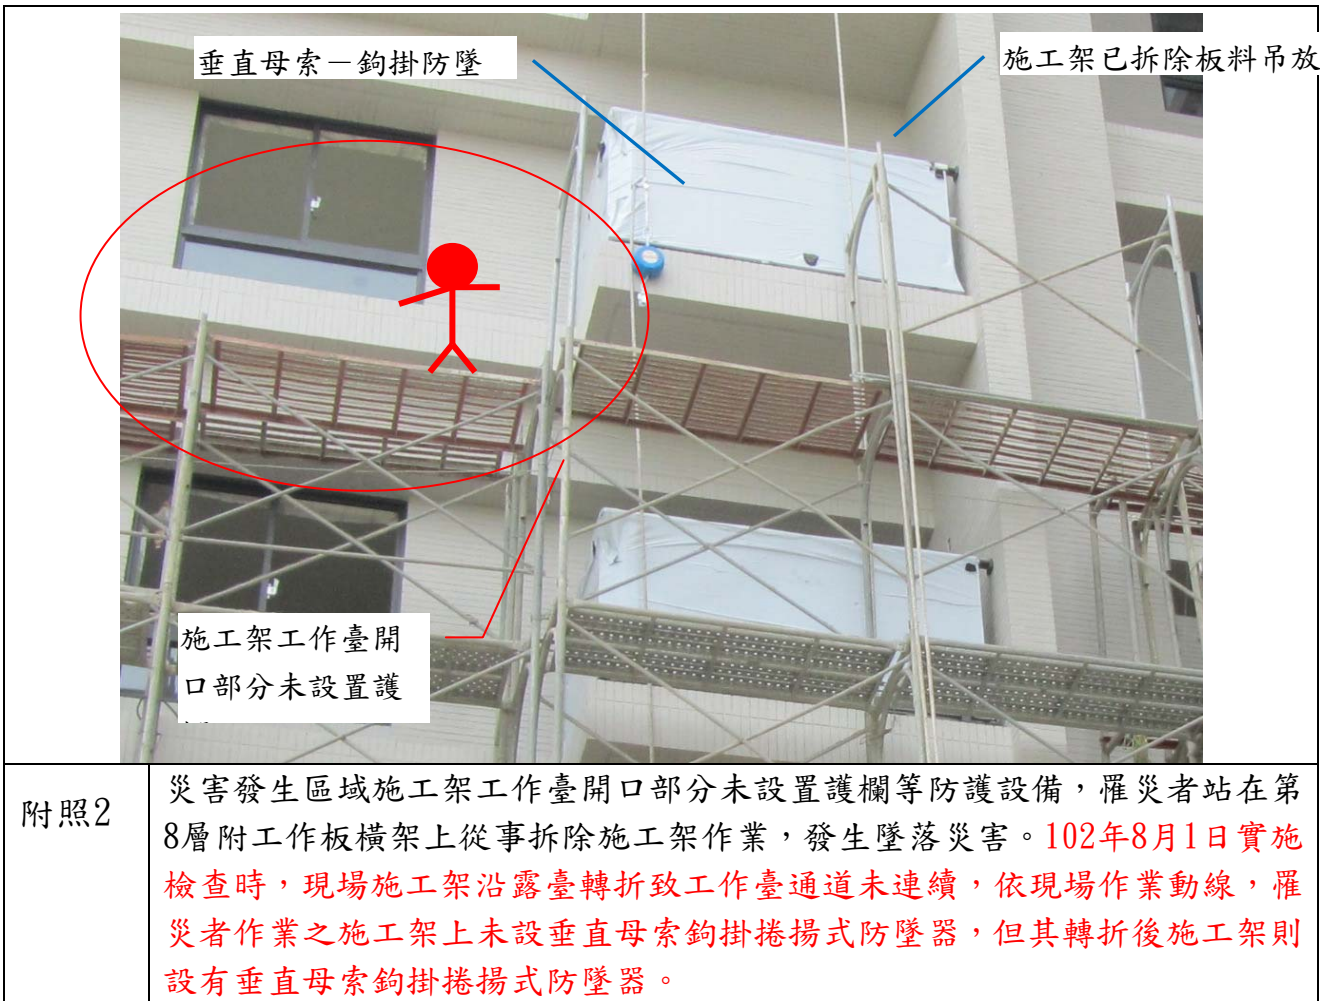 垂直母索－鉤掛防墜
施工架已拆除板料吊放
施工架工作臺開
口部分未設置護
附照2
災害發生區域施工架工作臺開口部分未設置護欄等防護設備，罹災者站在第
8層附工作板橫架上從事拆除施工架作業，發生墜落災害。102年8月1日實施
檢查時，現場施工架沿露臺轉折致工作臺通道未連續，依現場作業動線，罹
災者作業之施工架上未設垂直母索鉤掛捲揚式防墜器，但其轉折後施工架則
設有垂直母索鉤掛捲揚式防墜器。